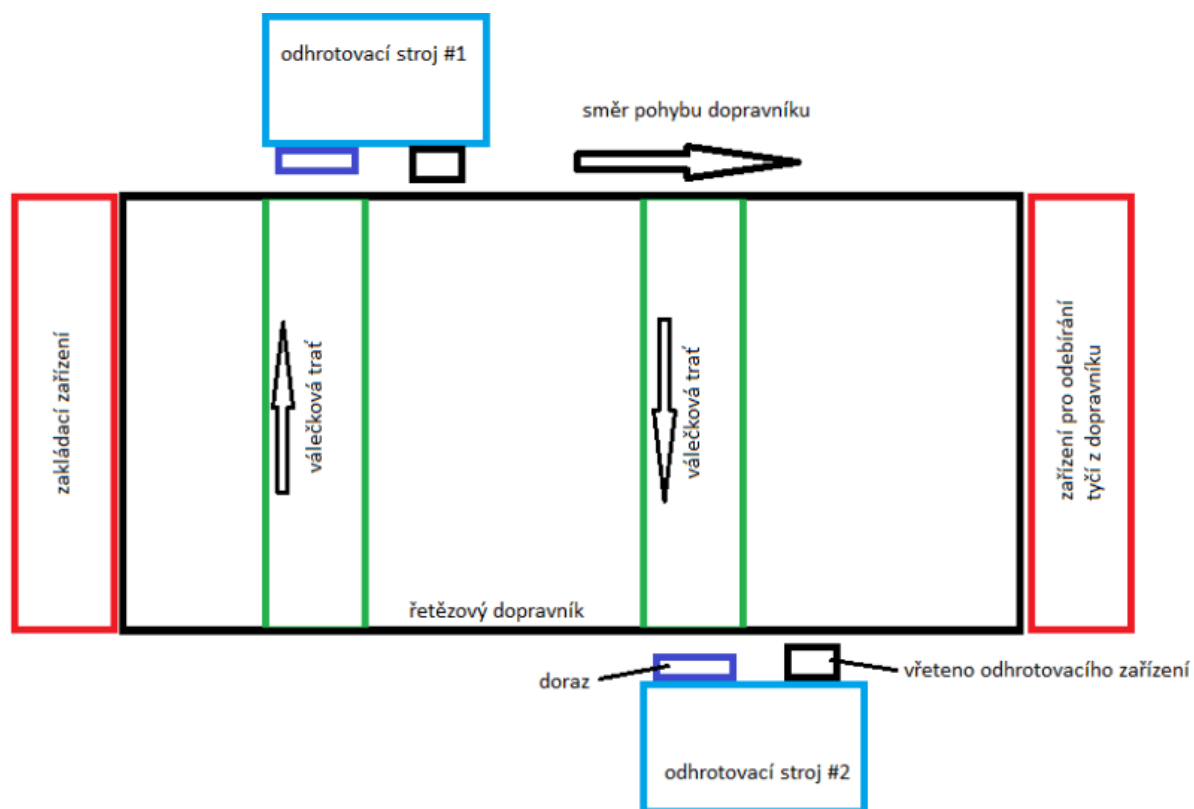 odhrotovací stroj #1
směr pohybu dopravníku
zakládací zařízení
válečková trať
válečková trať
zařízení pro odebírání
tyčí z dopravníku
řetězový dopravník
doraz
vřeteno odhrotovacího zařízení
odhrotovací stroj #2